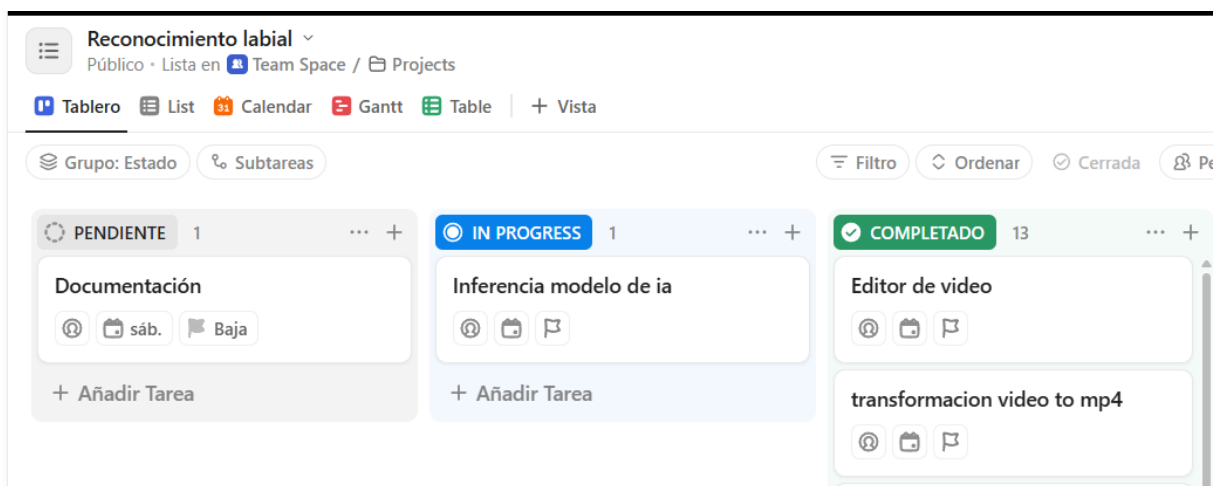 Reconocimiento labial
Público · Lista en Team Space / Projects
Tablero List 31 Calendar Gantt Table + Vista
Grupo: Estado Subtareas Filtro Ordenar Cerrada
PENDIENTE 1 ... +
Documentación
sáb. Baja
+ Añadir Tarea
IN PROGRESS 1 ... +
Inferencia modelo de ia
+ Añadir Tarea
COMPLETADO 13 ... +
Editor de video
transformacion video to mp4